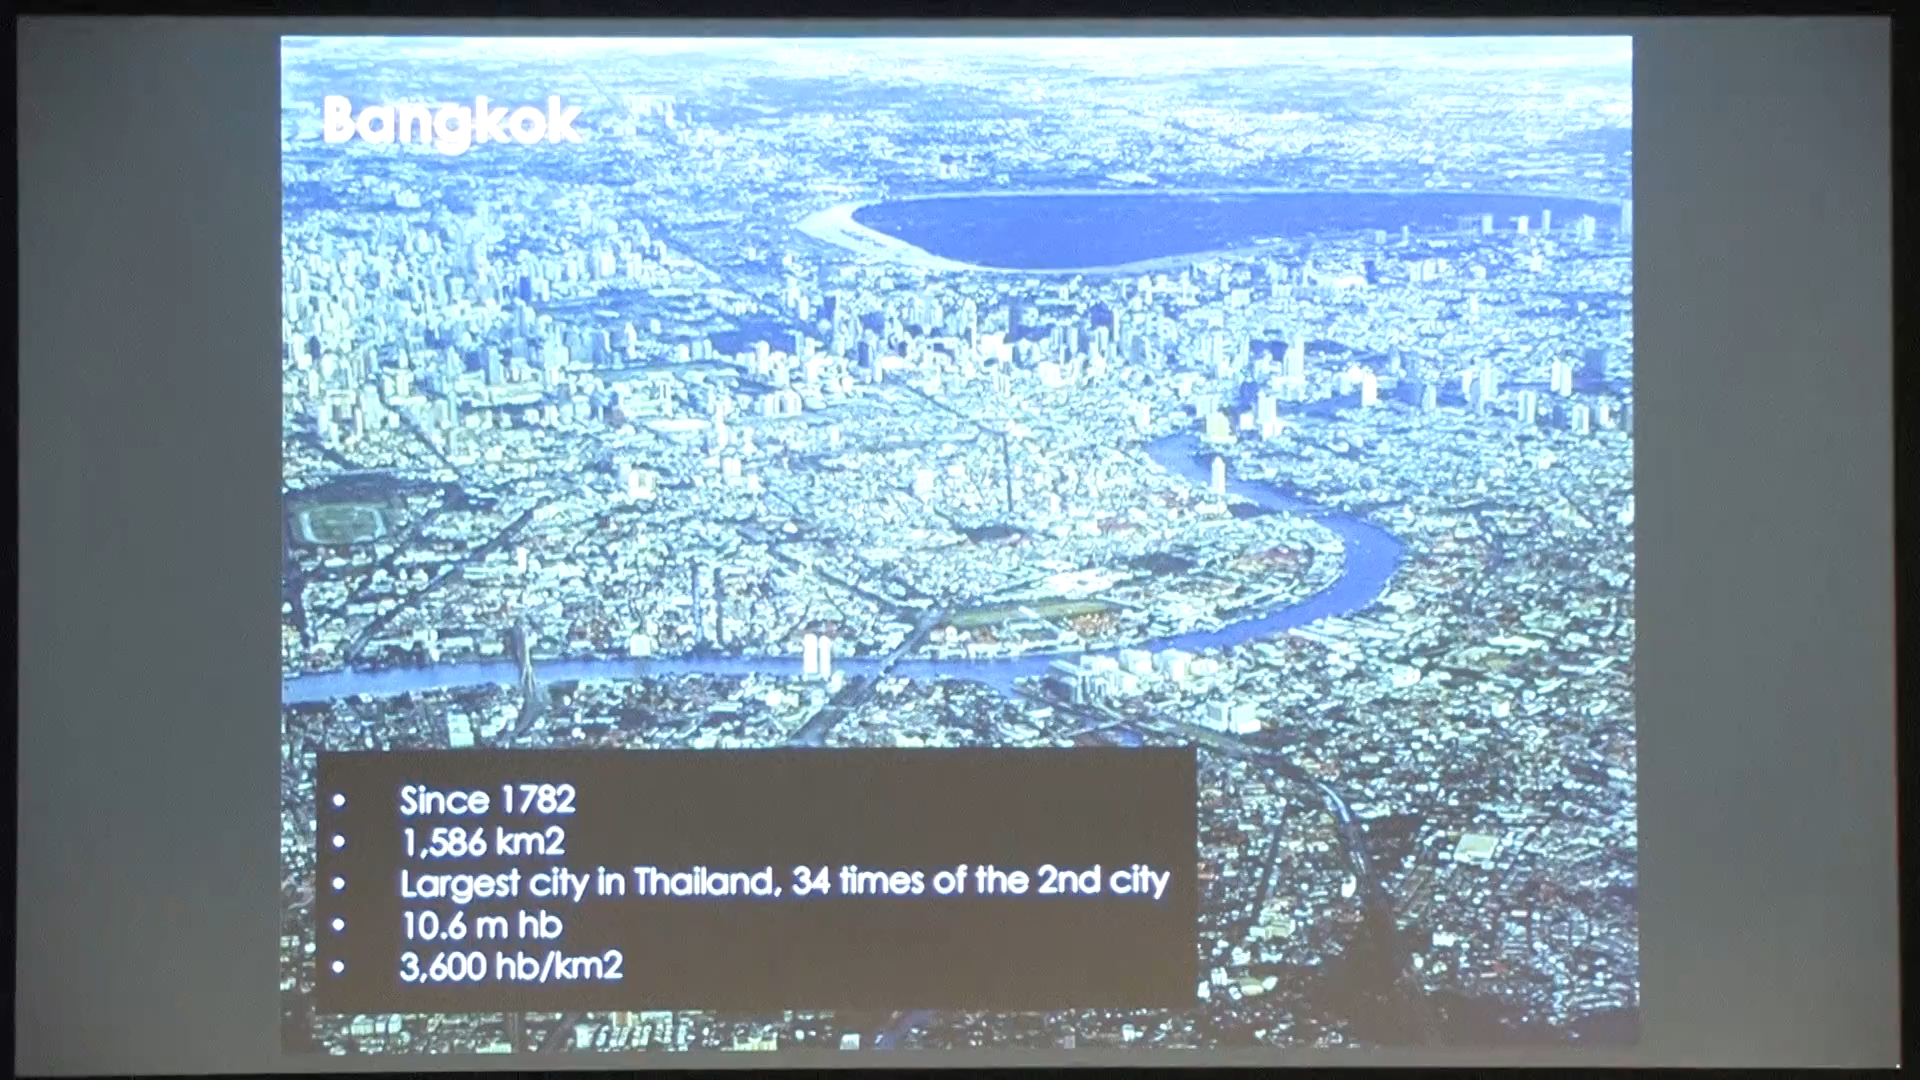 Bangkok
• Since 1782
• 1,586 km2
• Largest city in Thailand, 34 times of the 2nd city
• 10.6 m hb
• 3,600 hb/km2